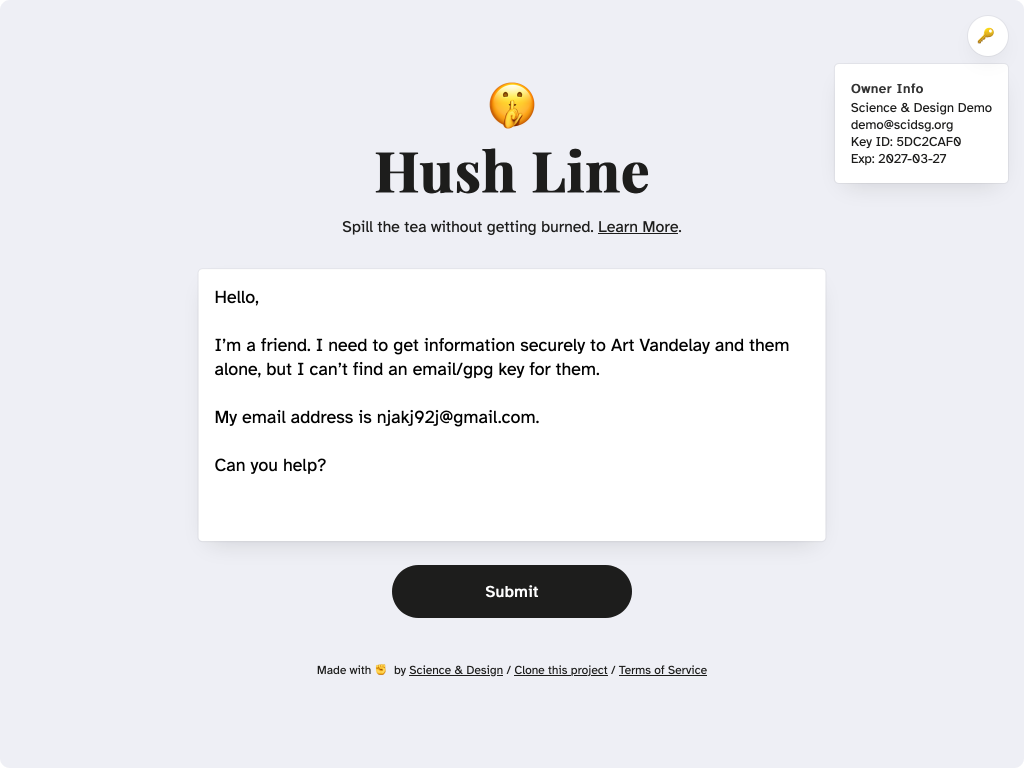 Owner Info
Science & Design Demo
demo@scidsg.org
Key ID: 5DC2CAF0
Exp: 2027-03-27
Hush Line
Spill the tea without getting burned. Learn More.
Hello,
I’m a friend. I need to get information securely to Art Vandelay and them
alone, but I can’t find an email/gpg key for them.
My email address is njakj92j@gmail.com.
Can you help?
Submit
Made with ✊ by Science & Design / Clone this project / Terms of Service